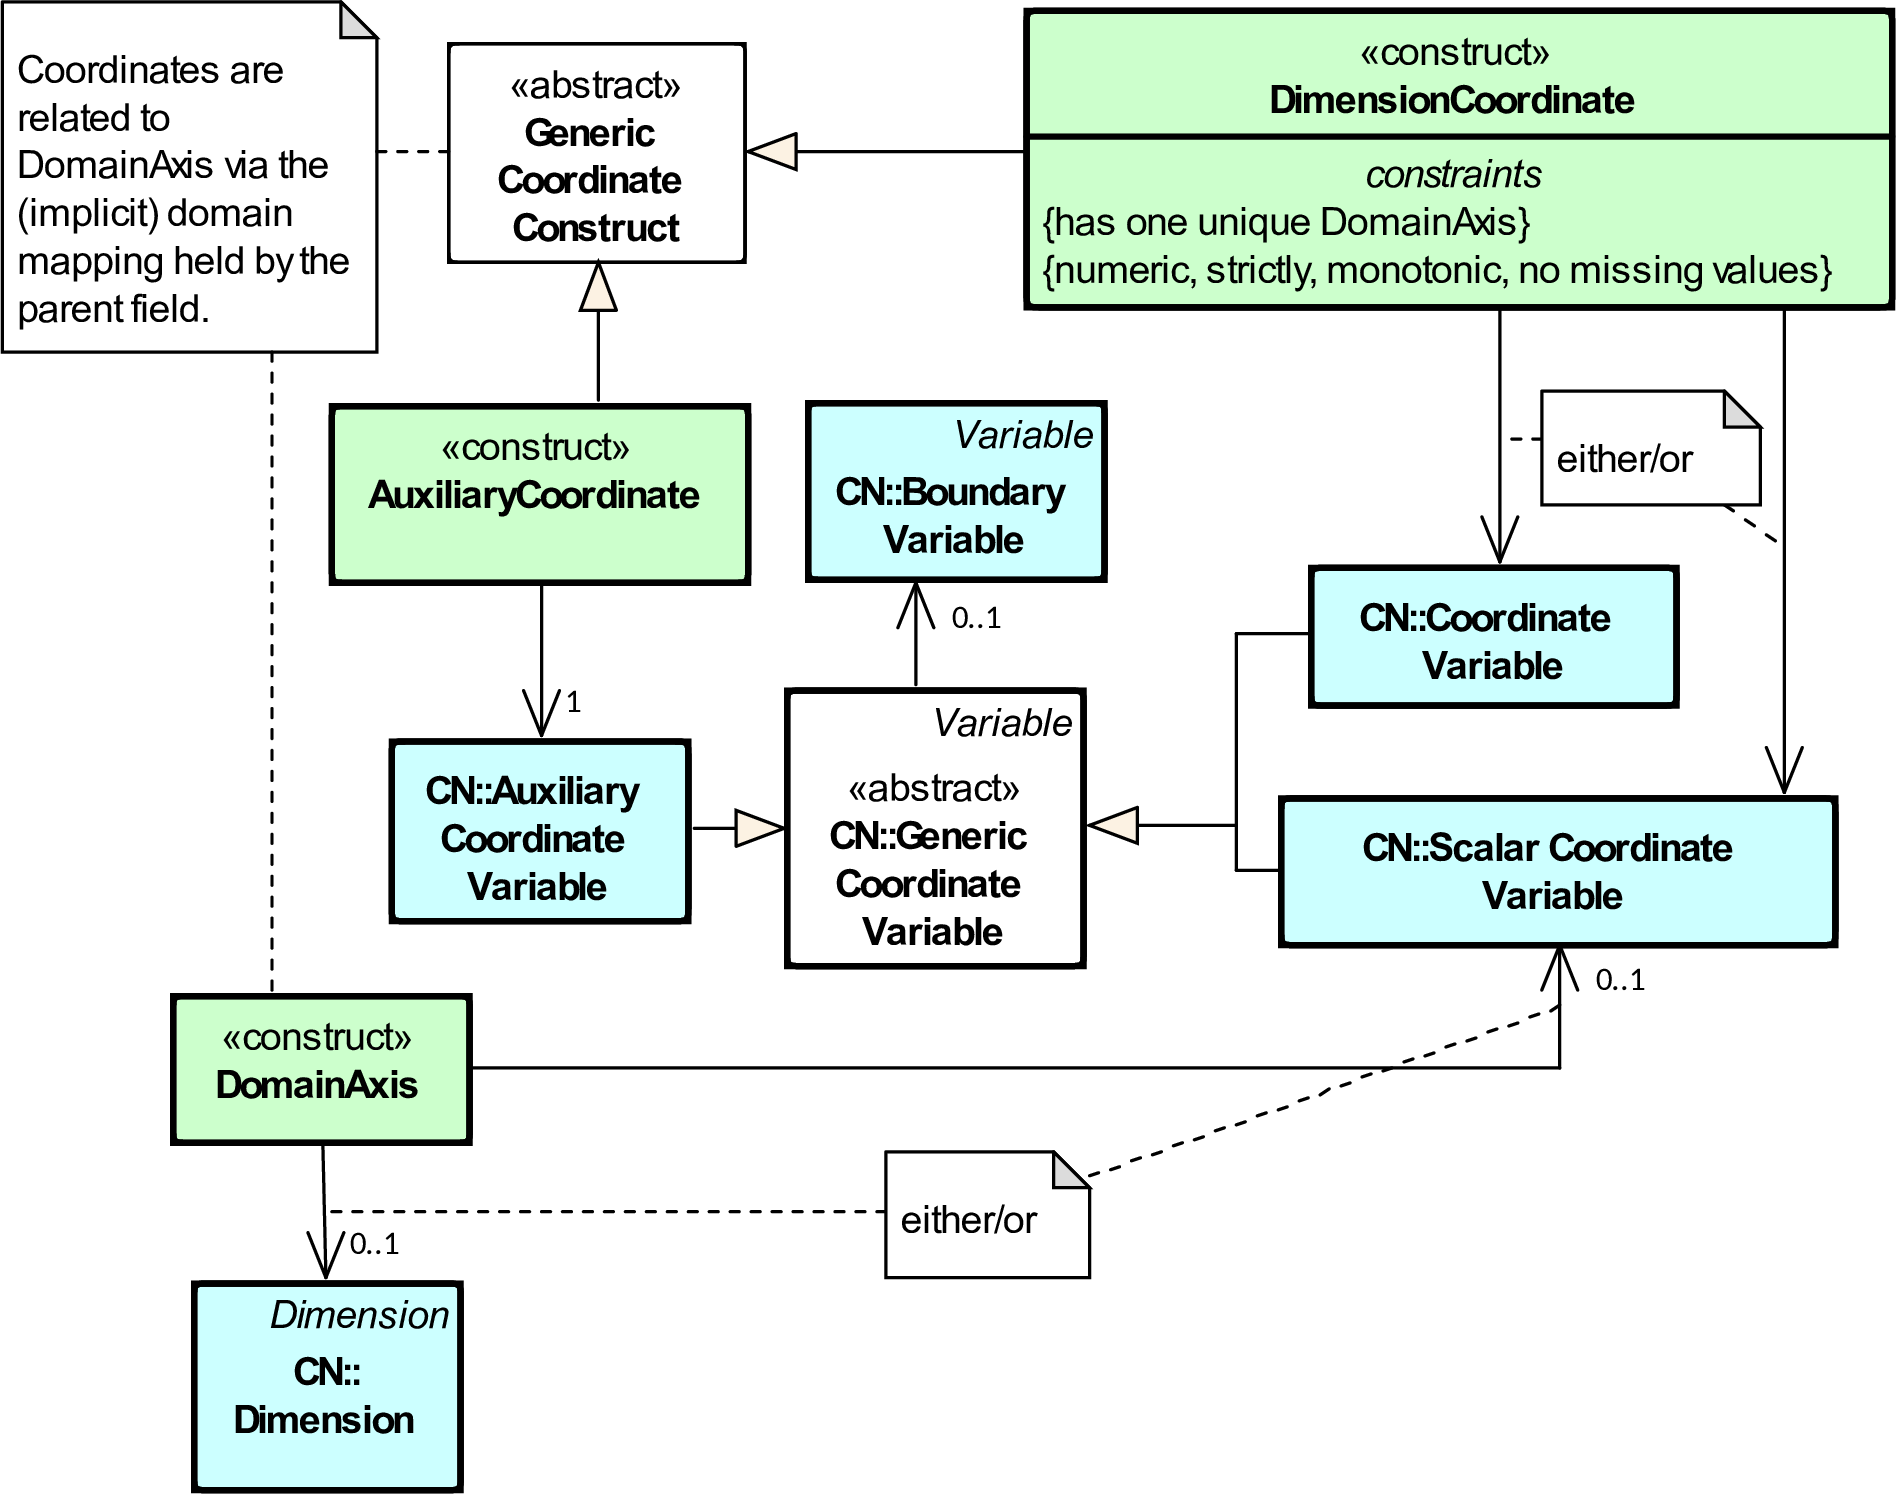 Coordinates are
related to
DomainAxis via the
(implicit) domain
mapping held by the
parent field.
«abstract»
Generic
Coordinate
Construct
«construct»
DimensionCoordinate
constraints
{has one unique DomainAxis}
{numeric, strictly, monotonic, no missing values}
«construct»
AuxiliaryCoordinate
Variable
CN::Boundary
Variable
either/or
0..1
CN::Coordinate
Variable
1
Variable
«abstract»
CN::Generic
Coordinate
Variable
CN::Auxiliary
Coordinate
Variable
CN::Scalar Coordinate
Variable
0..1
«construct»
DomainAxis
either/or
0..1
Dimension
CN::
Dimension